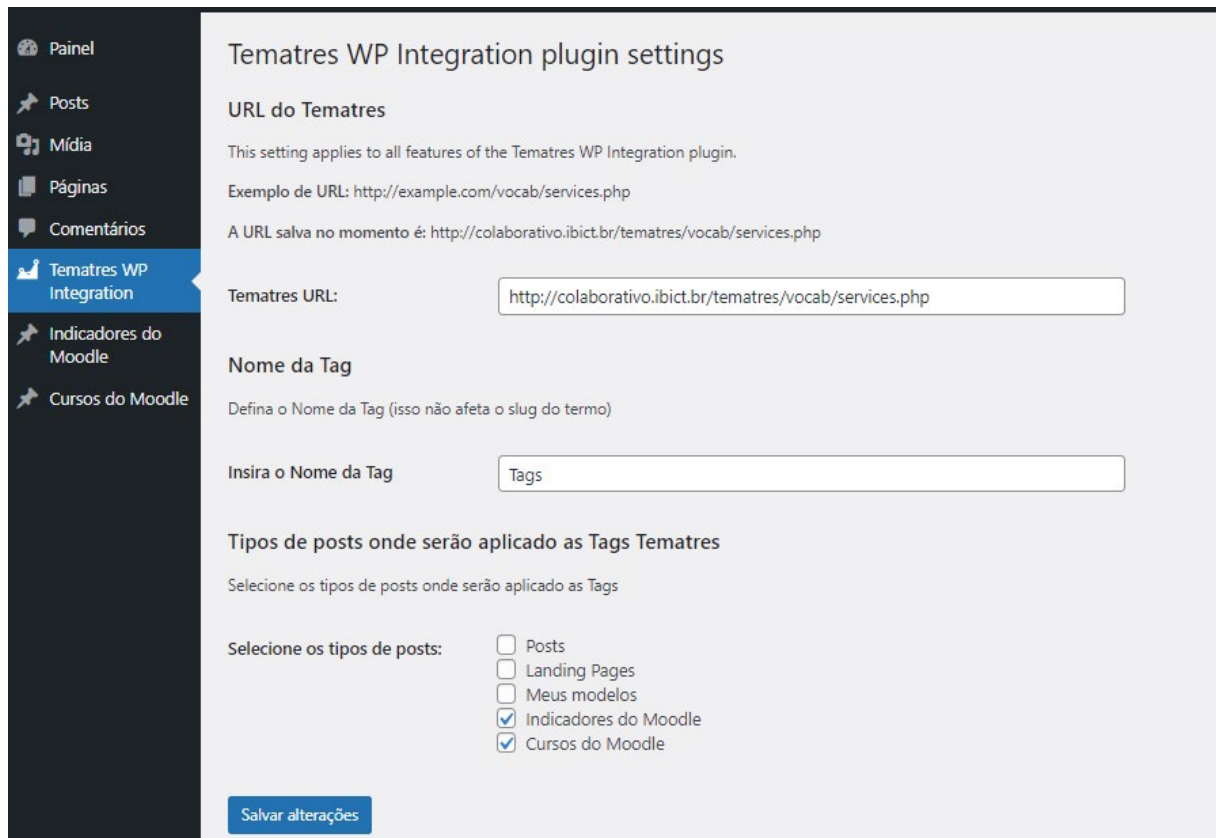 Painel
Posts
Mídia
Páginas
Comentários
Tematres WP
Integration
Indicadores do
Moodle
Cursos do Moodle
Tematres WP Integration plugin settings
URL do Tematres
This setting applies to all features of the Tematres WP Integration plugin.
Exemplo de URL: http://example.com/vocab/services.php
A URL salva no momento é: http://colaborativo.ibict.br/tematres/vocab/services.php
Tematres URL: http://colaborativo.ibict.br/tematres/vocab/services.php
Nome da Tag
Defina o Nome da Tag (isso não afeta o slug do termo)
Insira o Nome da Tag Tags
Tipos de posts onde serão aplicado as Tags Tematres
Selecione os tipos de posts onde serão aplicado as Tags
Selecione os tipos de posts: Posts
Landing Pages
Meus modelos
Indicadores do Moodle
Cursos do Moodle
Salvar alterações